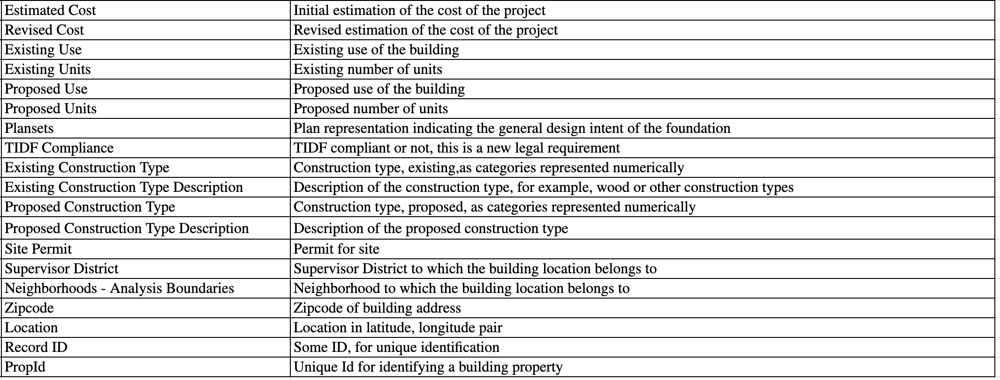 Estimated Cost Initial estimation of the cost of the project
Revised Cost Revised estimation of the cost of the project
Existing Use Existing use of the building
Existing Units Existing number of units
Proposed Use Proposed use of the building
Proposed Units Proposed number of units
Plansets Plan representation indicating the general design intent of the foundation
TIDF Compliance TIDF compliant or not, this is a new legal requirement
Existing Construction Type Construction type, existing,as categories represented numerically
Existing Construction Type Description Description of the construction type, for example, wood or other construction types
Proposed Construction Type Construction type, proposed, as categories represented numerically
Proposed Construction Type Description Description of the proposed construction type
Site Permit Permit for site
Supervisor District Supervisor District to which the building location belongs to
Neighborhoods - Analysis Boundaries Neighborhood to which the building location belongs to
Zipcode Zipcode of building address
Location Location in latitude, longitude pair
Record ID Some ID, for unique identification
PropId Unique Id for identifying a building property